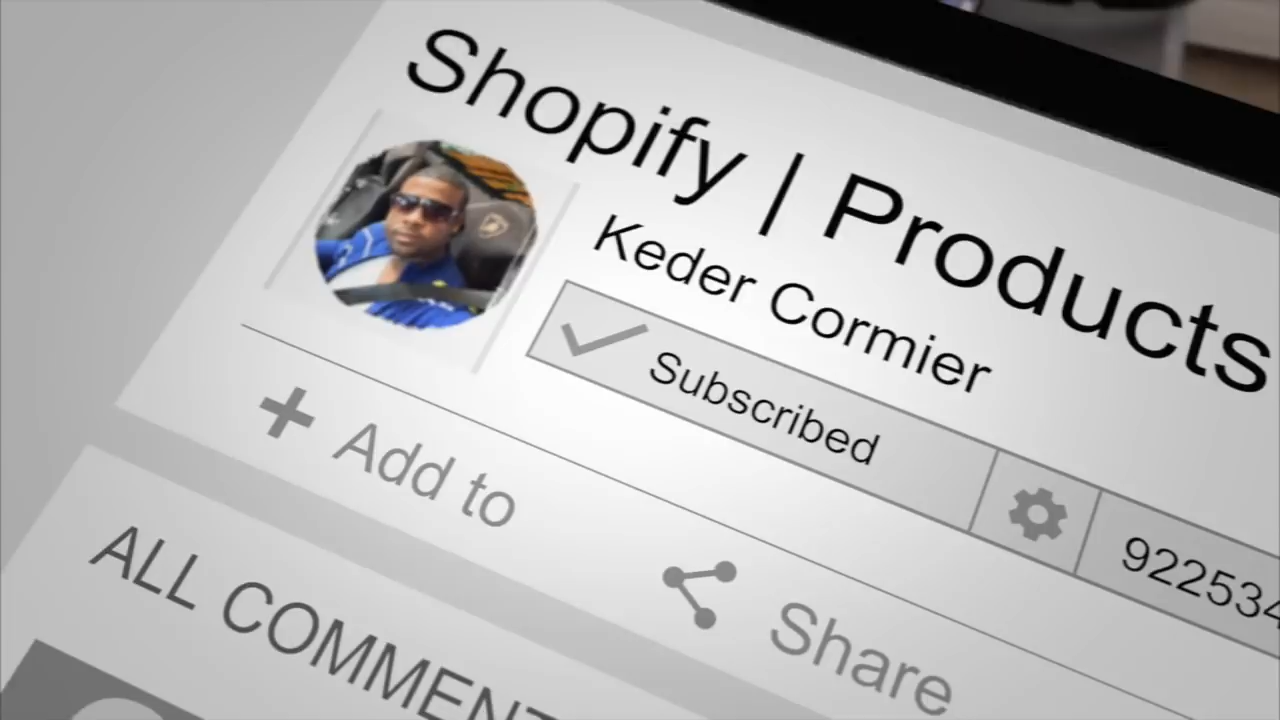 Shopify | Products
Keder Cormier
Subscribed
922534
Add to
Share
ALL COMMENT